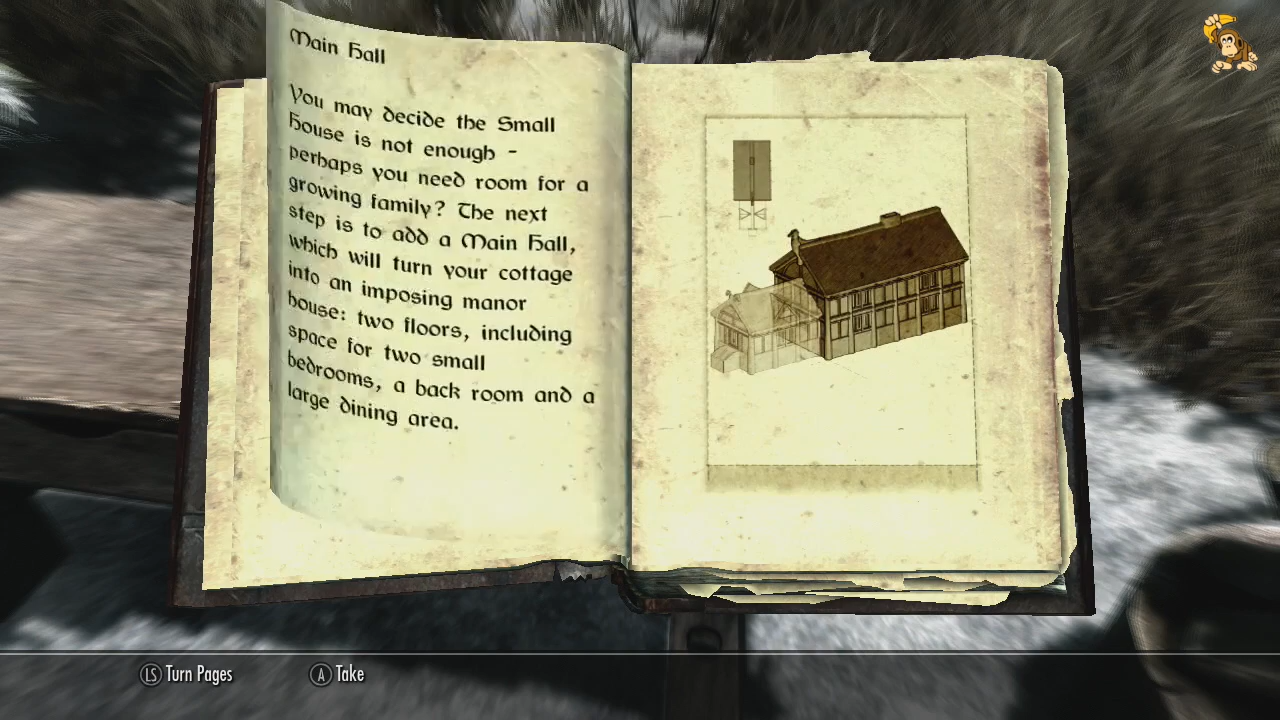 Main Hall
You may decide the Small
House is not enough -
perhaps you need room for a
growing family? The next
step is to add a Main Hall,
which will turn your cottage
into an imposing manor
house: two floors, including
space for two small
bedrooms, a back room and a
large dining area.
LS Turn Pages
A Take